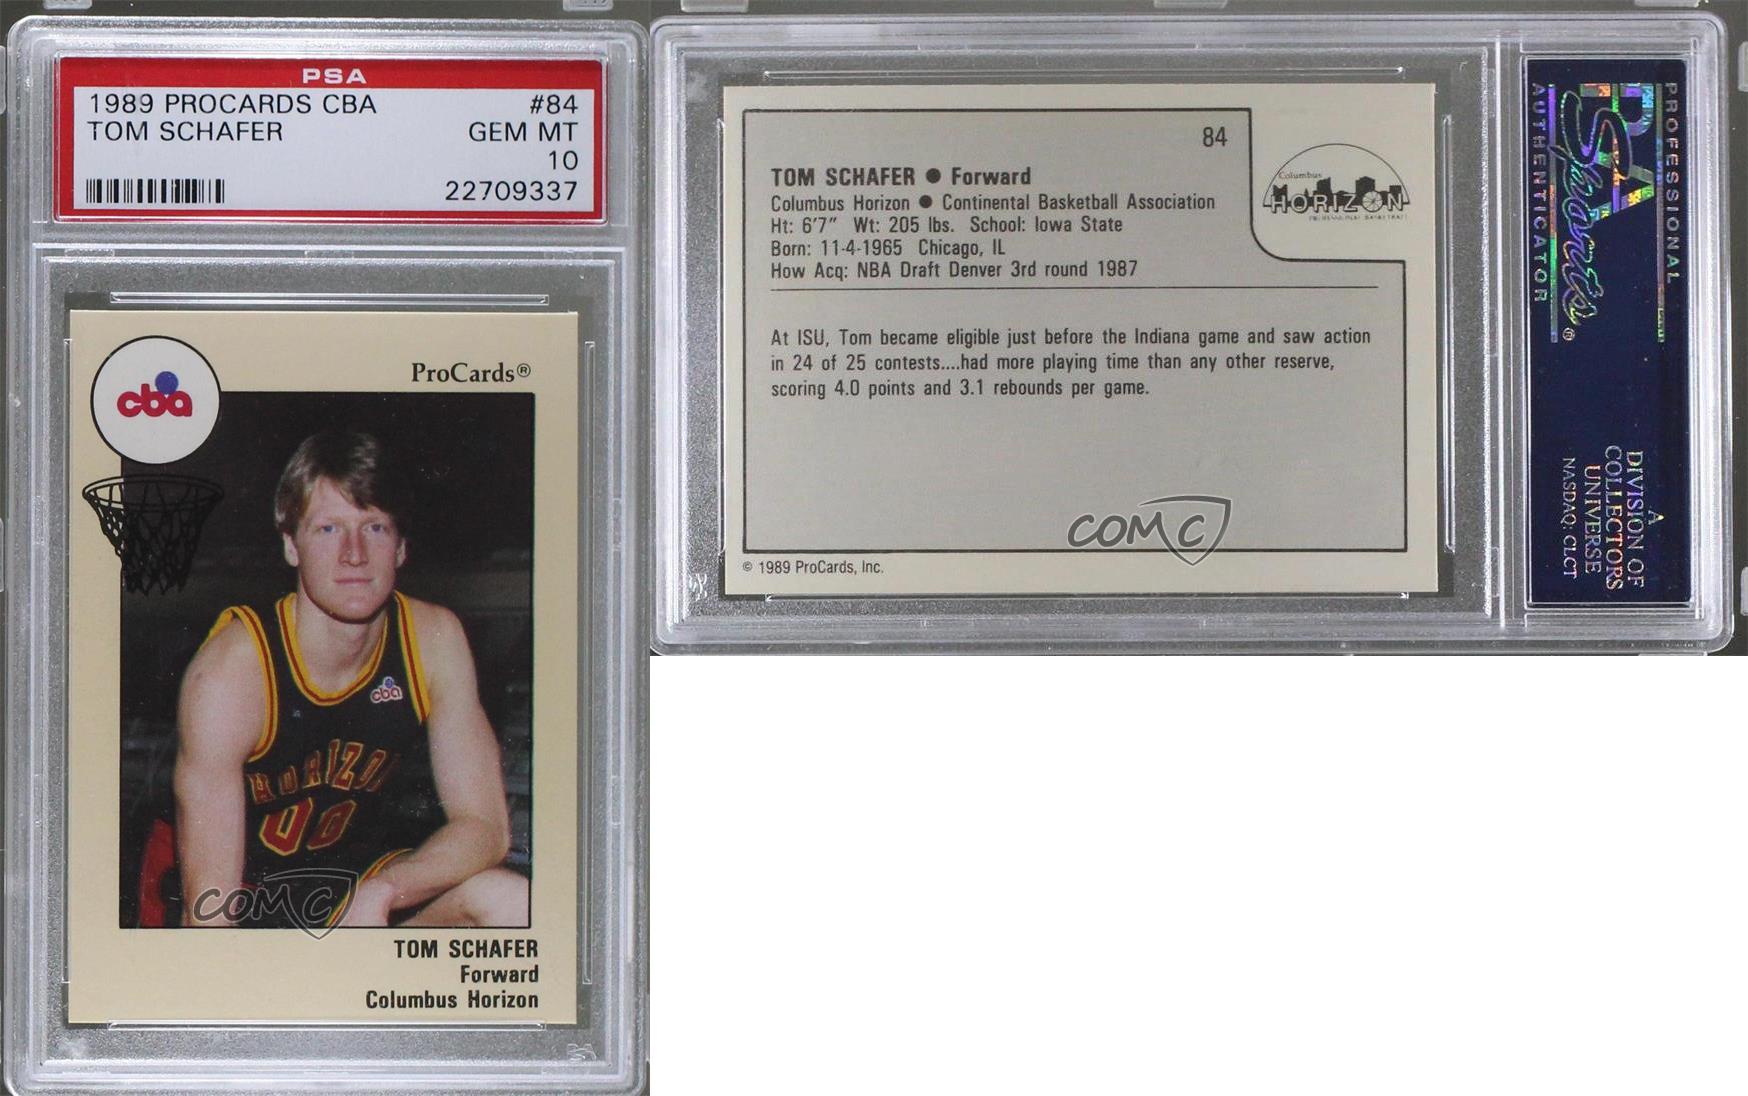 PSA
1989 PROCARDS CBA #84
TOM SCHAFER GEM MT
10
22709337
ProCards®
cba
cba
HORIZON
00
COMC
TOM SCHAFER
Forward
Columbus Horizon
84
Columbus
HORIZON
PROFESSIONAL BASKETBALL
TOM SCHAFER ● Forward
Columbus Horizon ● Continental Basketball Association
Ht: 6'7" Wt: 205 lbs. School: Iowa State
Born: 11-4-1965 Chicago, IL
How Acq: NBA Draft Denver 3rd round 1987
At ISU, Tom became eligible just before the Indiana game and saw action
in 24 of 25 contests....had more playing time than any other reserve,
scoring 4.0 points and 3.1 rebounds per game.
COMC
© 1989 ProCards, Inc.
PROFESSIONAL
PSA
Sports®
AUTHENTICATOR
A
DIVISION OF
COLLECTORS
UNIVERSE
NASDAQ: CLCT